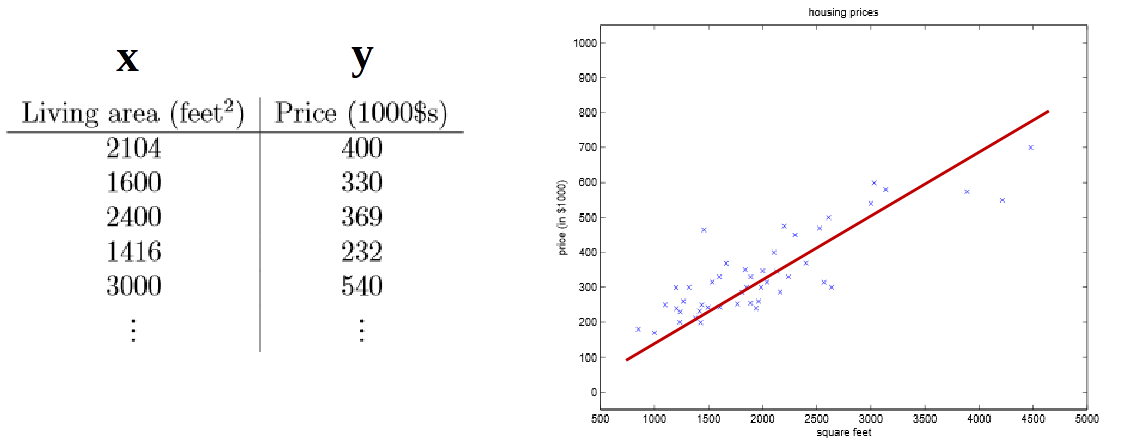 x y
Living area (feet²) Price (1000$s)
2104 400
1600 330
2400 369
1416 232
3000 540
⋮ ⋮
housing prices
price (in $1000)
1000
900
800
700
600
500
400
300
200
100
0
500 1000 1500 2000 2500 3000 3500 4000 4500 5000
square feet